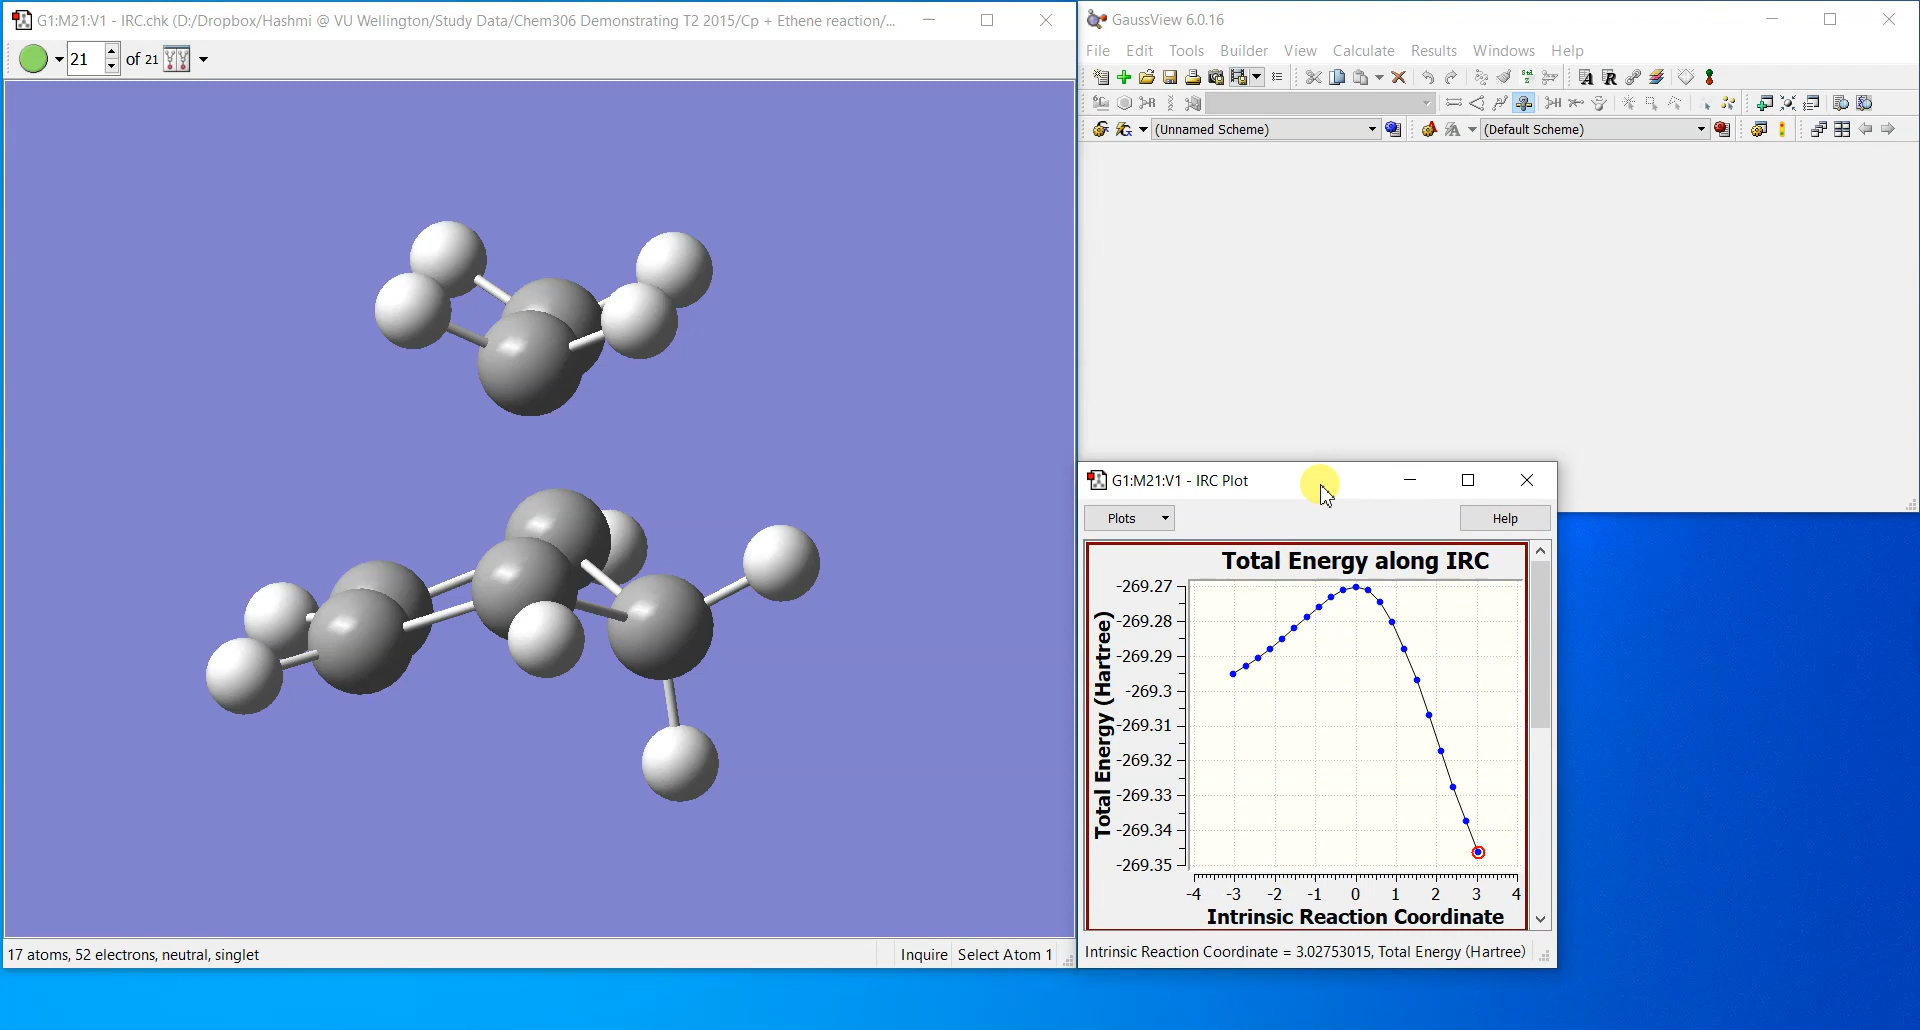 G1:M21:V1 - IRC.chk (D:/Dropbox/Hashmi @ VU Wellington/Study Data/Chem306 Demonstrating T2 2015/Cp + Ethene reaction/...
21 of 21
17 atoms, 52 electrons, neutral, singlet
Inquire Select Atom 1
GaussView 6.0.16
File Edit Tools Builder View Calculate Results Windows Help
(Unnamed Scheme) (Default Scheme)
G1:M21:V1 - IRC Plot
Plots Help
Total Energy along IRC
Total Energy (Hartree)
-269.27
-269.28
-269.29
-269.3
-269.31
-269.32
-269.33
-269.34
-269.35
-4 -3 -2 -1 0 1 2 3 4
Intrinsic Reaction Coordinate
Intrinsic Reaction Coordinate = 3.02753015, Total Energy (Hartree)